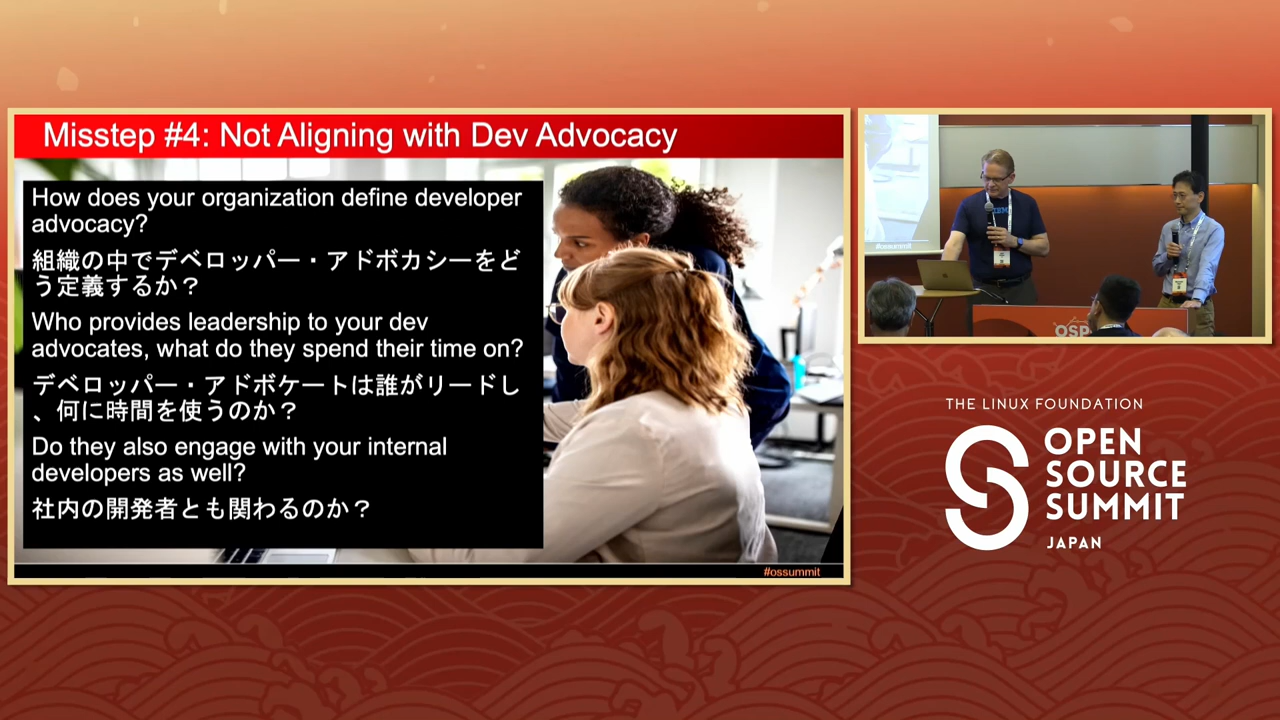 Misstep #4: Not Aligning with Dev Advocacy
How does your organization define developer
advocacy?
組織の中でデベロッパー・アドボカシーをど
う定義するか？
Who provides leadership to your dev
advocates, what do they spend their time on?
デベロッパー・アドボケートは誰がリードし
、何に時間を使うのか？
Do they also engage with your internal
developers as well?
社内の開発者とも関わるのか？
#ossummit
#ossummit
IBM
THE LINUX FOUNDATION
OPEN
SOURCE
SUMMIT
JAPAN